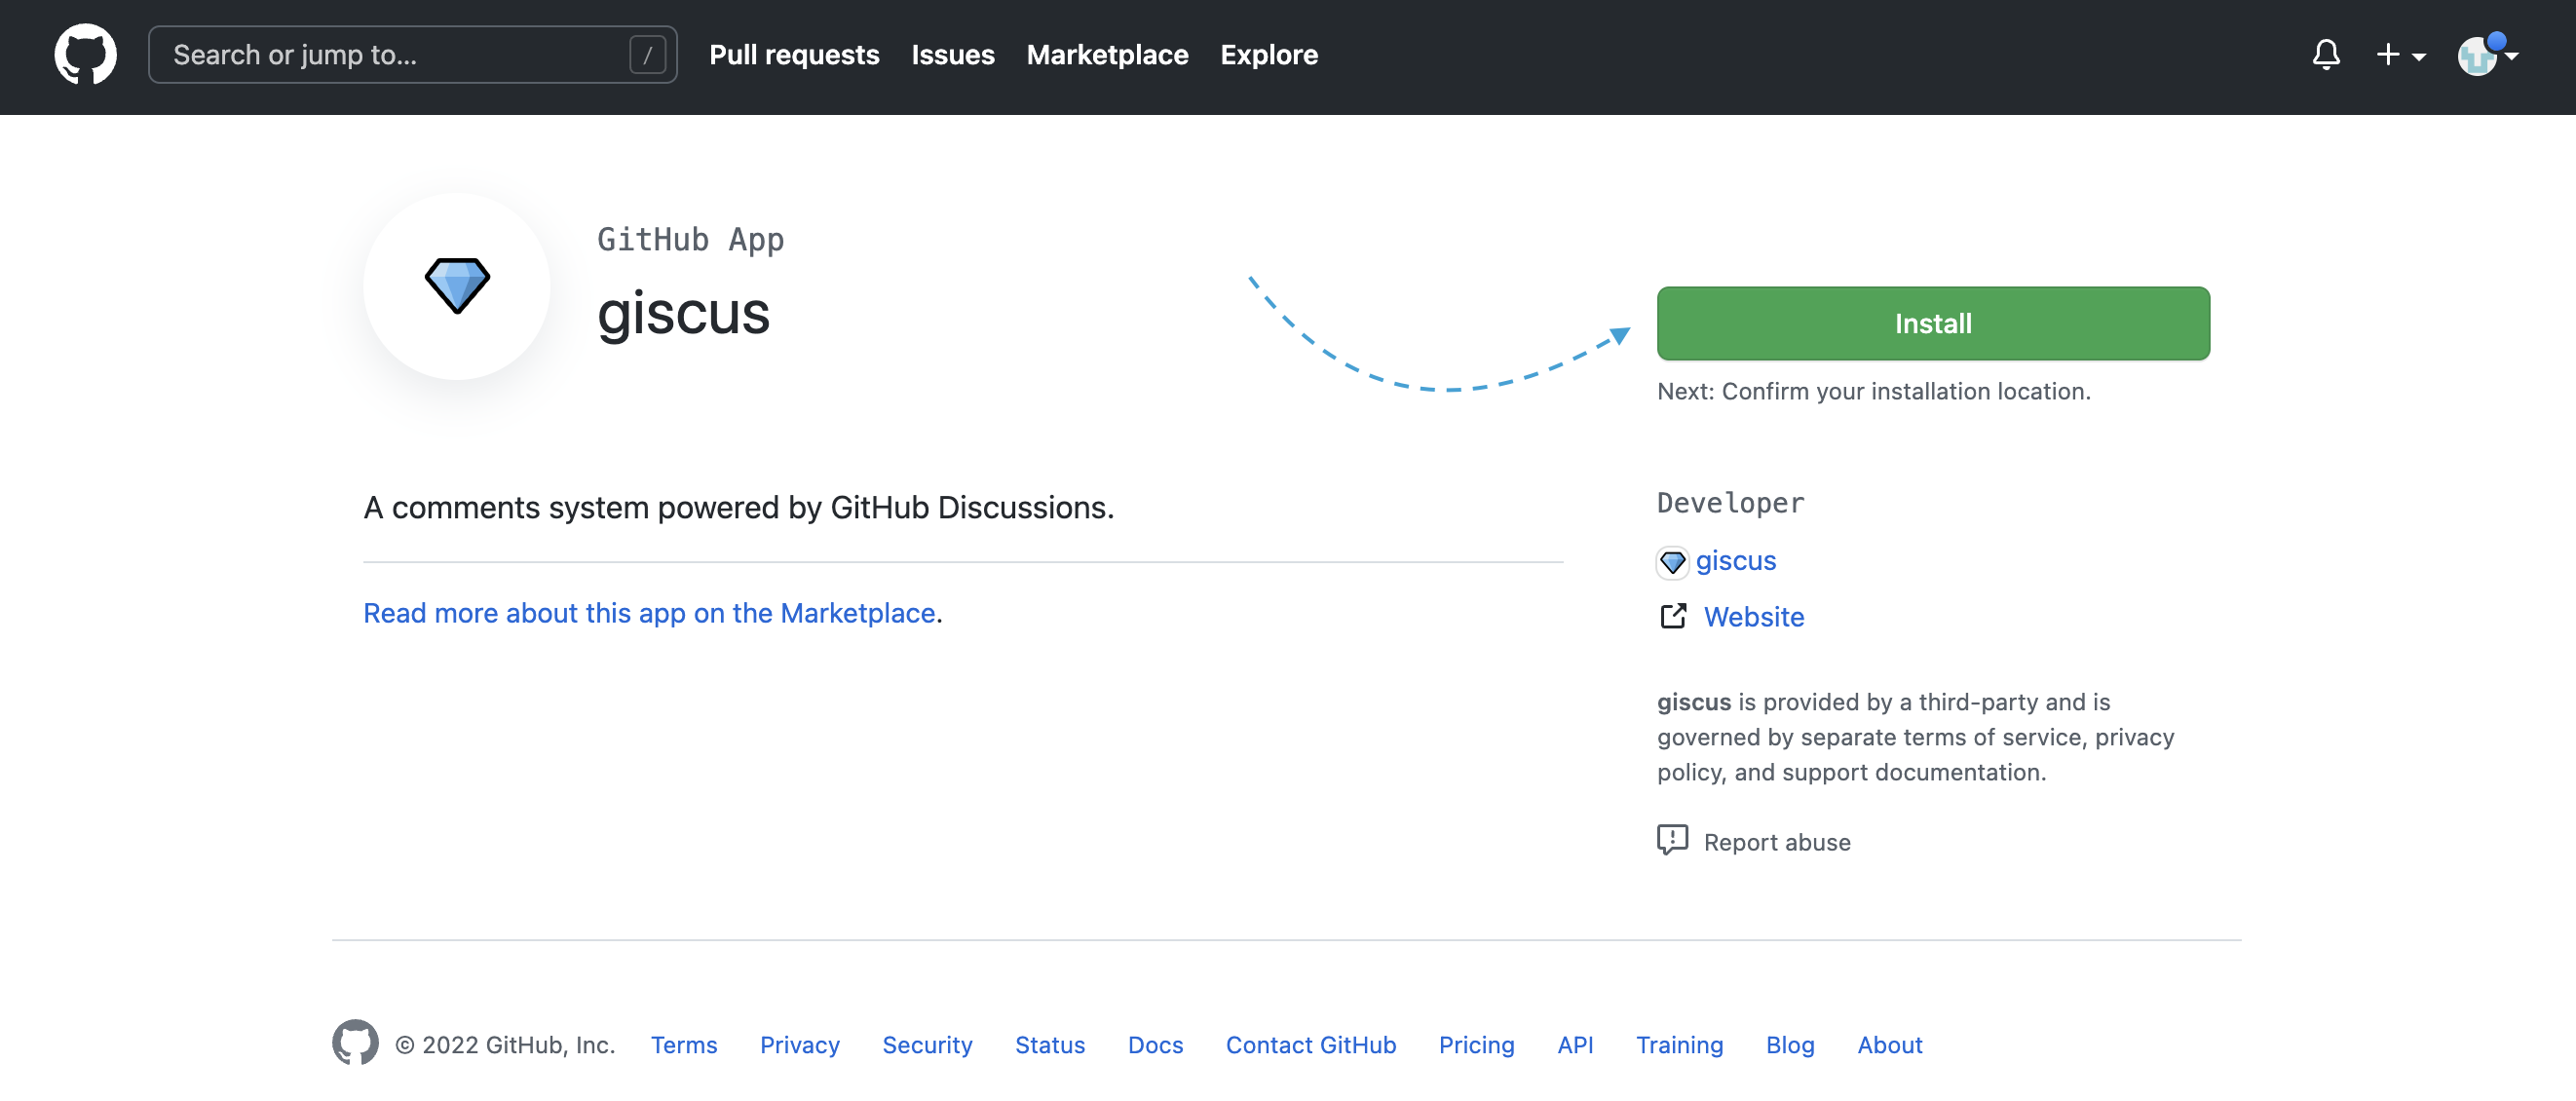 Search or jump to... /
Pull requests Issues Marketplace Explore
GitHub App
giscus
Install
Next: Confirm your installation location.
A comments system powered by GitHub Discussions.
Read more about this app on the Marketplace.
Developer
giscus
Website
giscus is provided by a third-party and is
governed by separate terms of service, privacy
policy, and support documentation.
Report abuse
© 2022 GitHub, Inc. Terms Privacy Security Status Docs Contact GitHub Pricing API Training Blog About